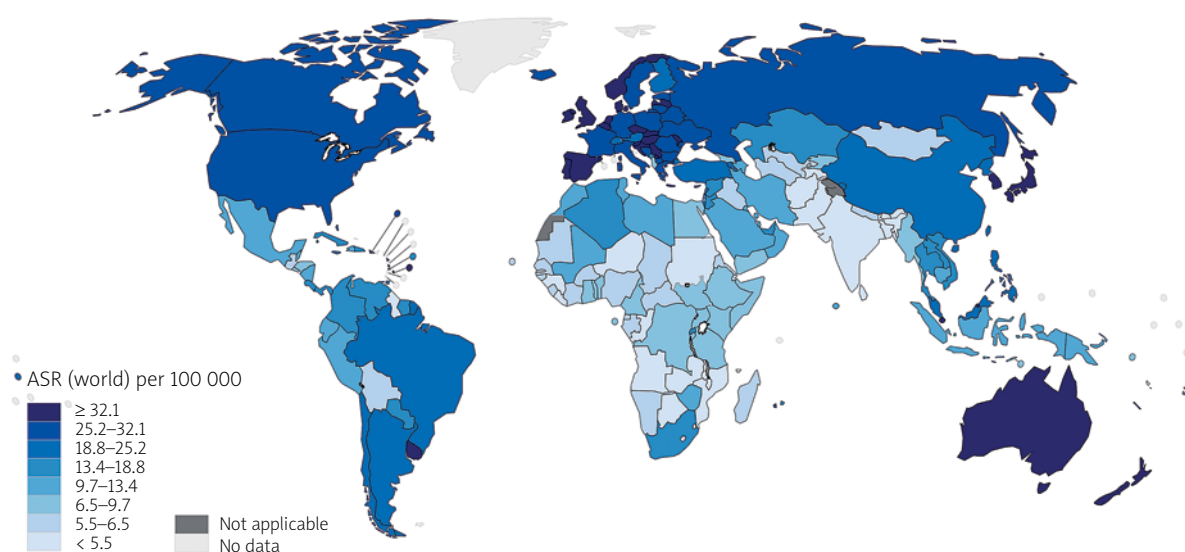 ASR (world) per 100 000
≥ 32.1
25.2–32.1
18.8–25.2
13.4–18.8
9.7–13.4
6.5–9.7
5.5–6.5
< 5.5
Not applicable
No data